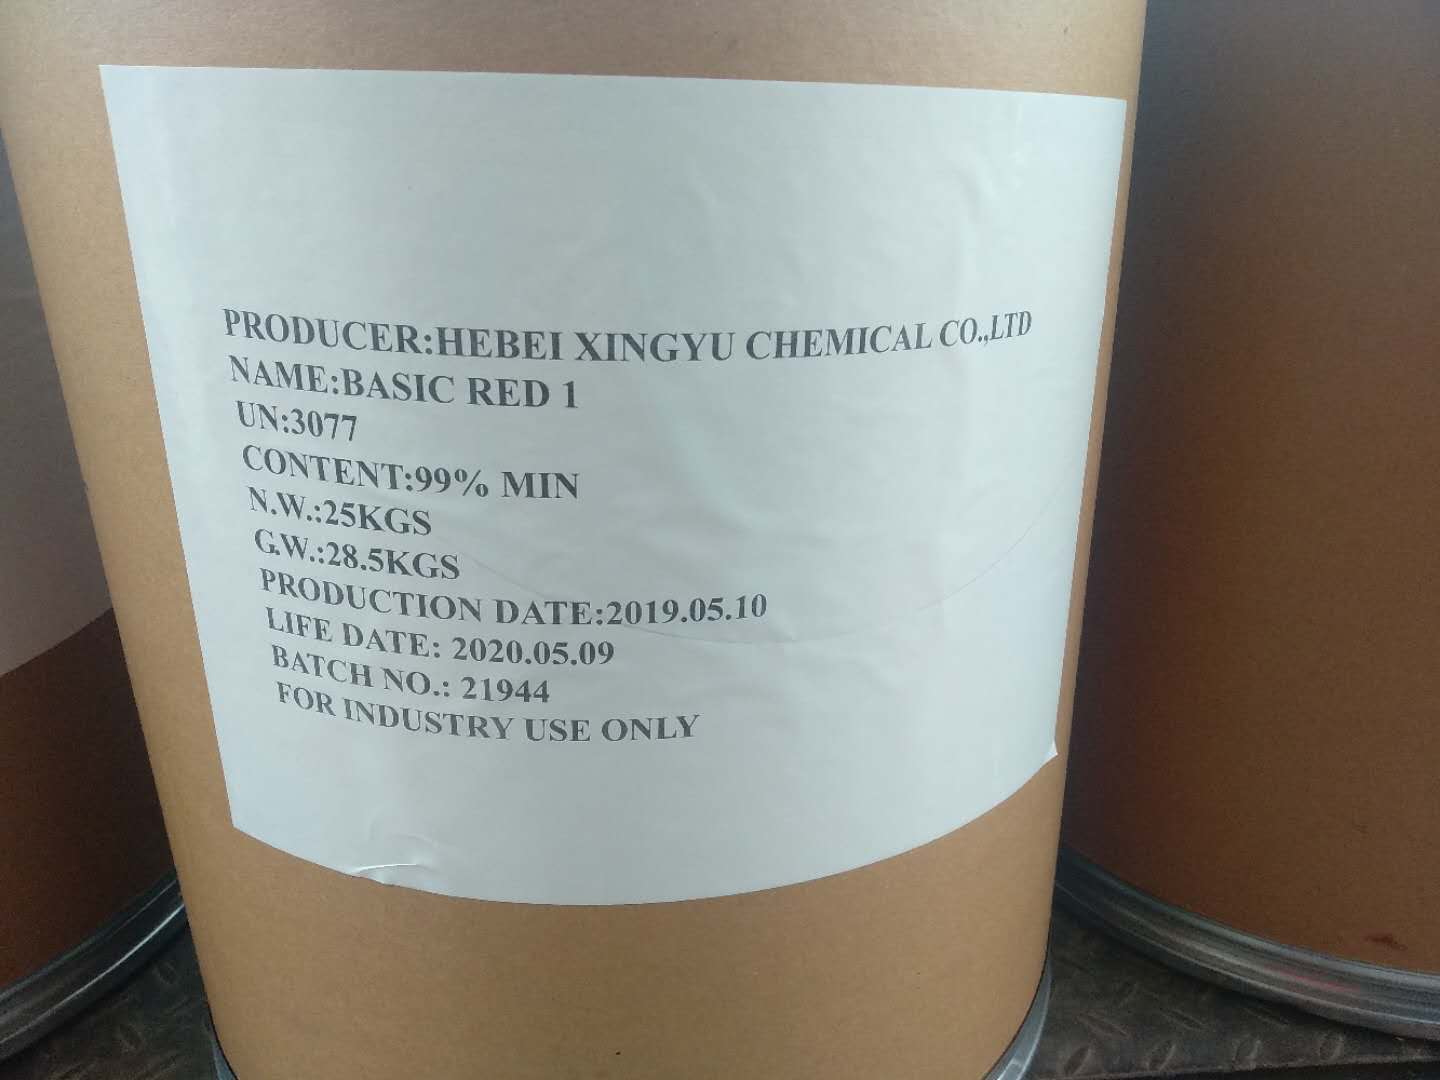 PRODUCER:HEBEI XINGYU CHEMICAL CO.,LTD
NAME:BASIC RED 1
UN:3077
CONTENT:99% MIN
N.W.:25KGS
G.W.:28.5KGS
PRODUCTION DATE:2019.05.10
LIFE DATE: 2020.05.09
BATCH NO.: 21944
FOR INDUSTRY USE ONLY